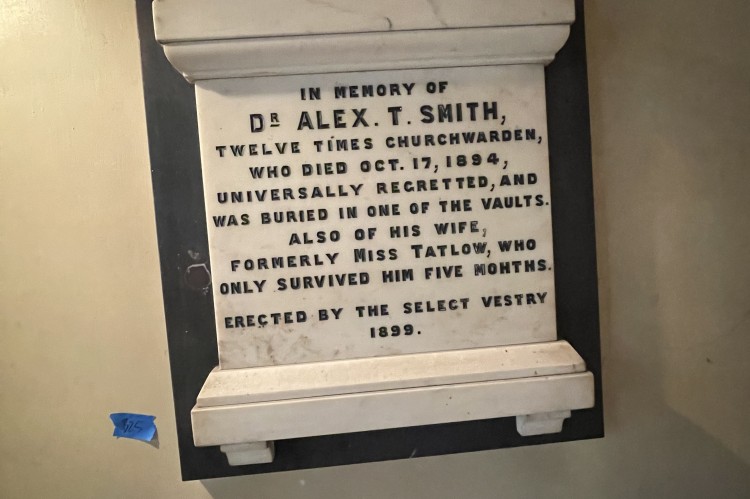 IN MEMORY OF
DR ALEX. T. SMITH,
TWELVE TIMES CHURCHWARDEN,
WHO DIED OCT. 17, 1894,
UNIVERSALLY REGRETTED, AND
WAS BURIED IN ONE OF THE VAULTS.
ALSO OF HIS WIFE,
FORMERLY MISS TATLOW, WHO
ONLY SURVIVED HIM FIVE MOHTHS.
ERECTED BY THE SELECT VESTRY
1899.